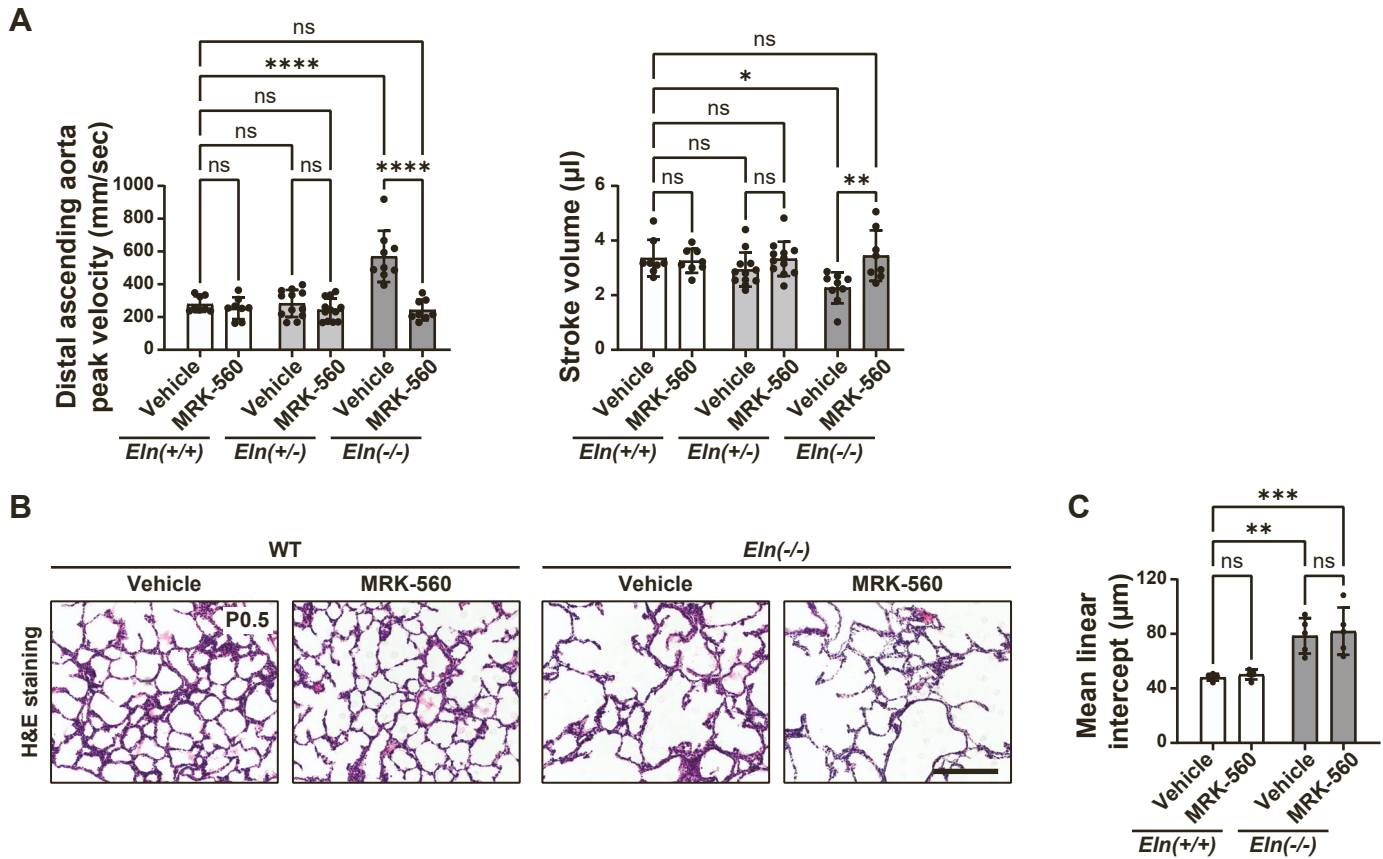 A
ns
****
ns
ns
ns
ns
****
Distal ascending aorta
peak velocity (mm/sec)
1000
800
600
400
200
0
Vehicle
MRK-560
Vehicle
MRK-560
Vehicle
MRK-560
Eln(+/+)
Eln(+/-)
Eln(-/-)
ns
*
ns
ns
ns
ns
**
Stroke volume (μl)
6
4
2
0
Vehicle
MRK-560
Vehicle
MRK-560
Vehicle
MRK-560
Eln(+/+)
Eln(+/-)
Eln(-/-)
B
WT
Eln(-/-)
Vehicle
MRK-560
Vehicle
MRK-560
P0.5
H&E staining
C
***
**
ns
ns
Mean linear
intercept (μm)
120
80
40
0
Vehicle
MRK-560
Vehicle
MRK-560
Eln(+/+)
Eln(-/-)